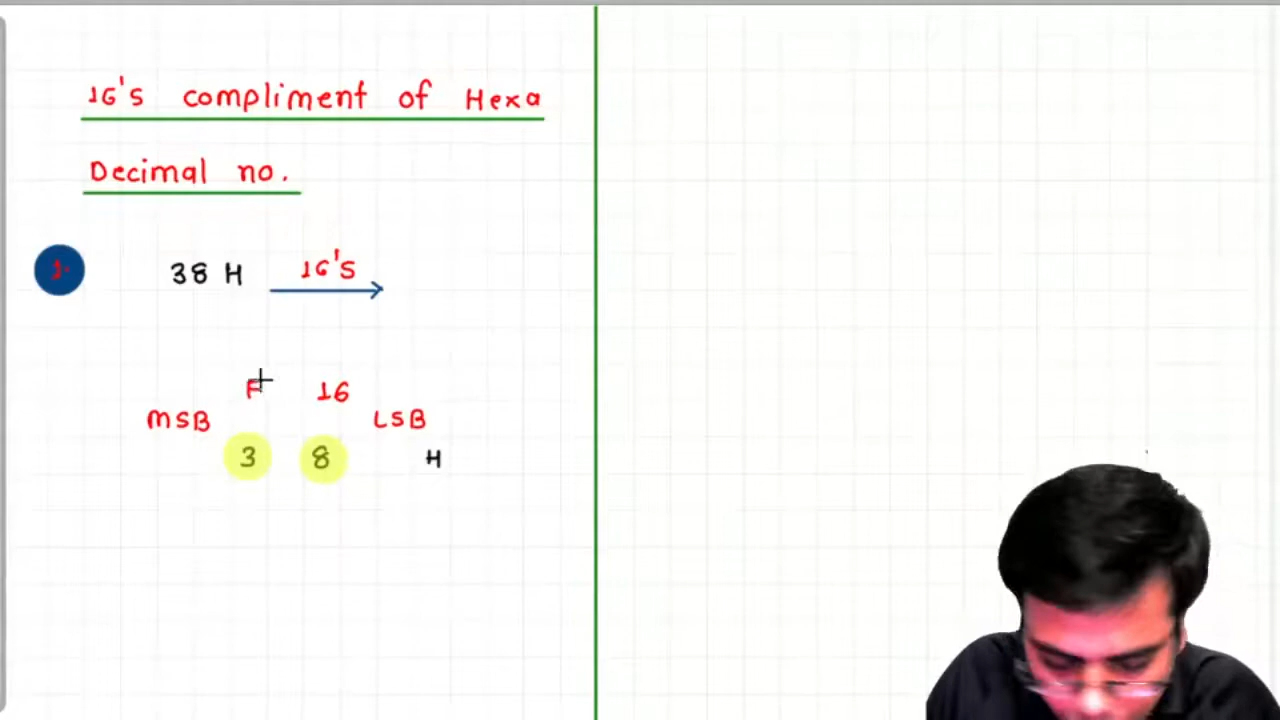 16's compliment of Hexa
Decimal no.
1.
38 H 16's
F 16
MSB LSB
3 8 H